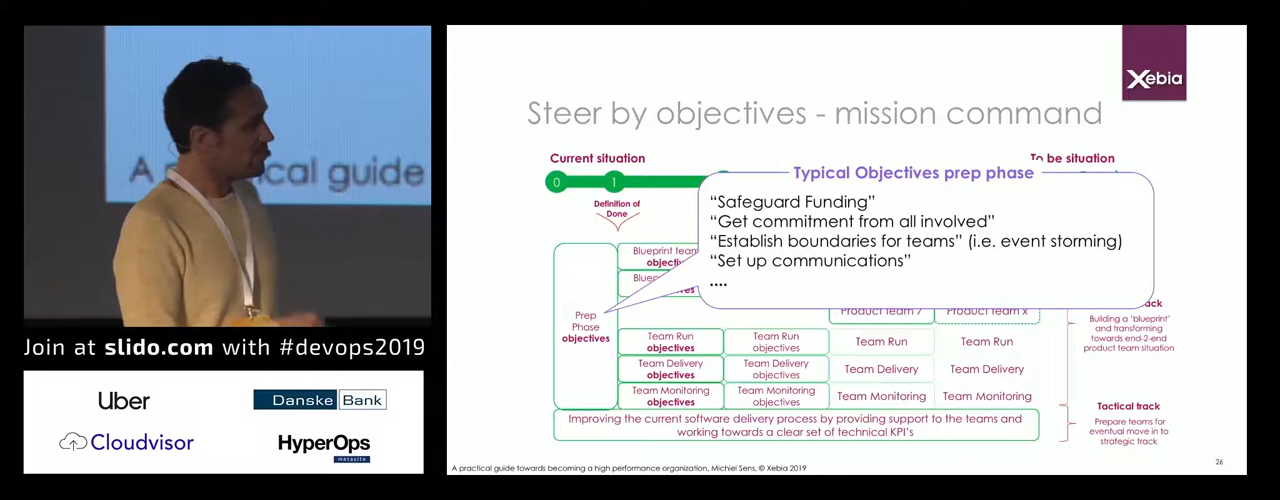 A p
cal guide
Join at slido.com with #devops2019
Uber
Danske Bank
Cloudvisor
HyperOps
metasite
Xebia
Steer by objectives - mission command
Current situation
To be situation
0
1
Definition of
Done
Typical Objectives prep phase
“Safeguard Funding”
“Get commitment from all involved”
“Establish boundaries for teams” (i.e. event storming)
“Set up communications”
....
Blueprint team
Prep
Phase
objectives
Product Team 7
Product Team x
Team Run
objectives
Team Run
objectives
Team Run
Team Run
Team Delivery
objectives
Team Delivery
objectives
Team Delivery
Team Delivery
Team Monitoring
objectives
Team Monitoring
objectives
Team Monitoring
Team Monitoring
Improving the current software delivery process by providing support to the teams and
working towards a clear set of technical KPI's
Building a ‘blueprint’
and transforming
towards end-2-end
product team situation
Tactical track
Prepare teams for
eventual move in to
strategic track
A practical guide towards becoming a high performance organization, Michiel Sens, © Xebia 2019
26